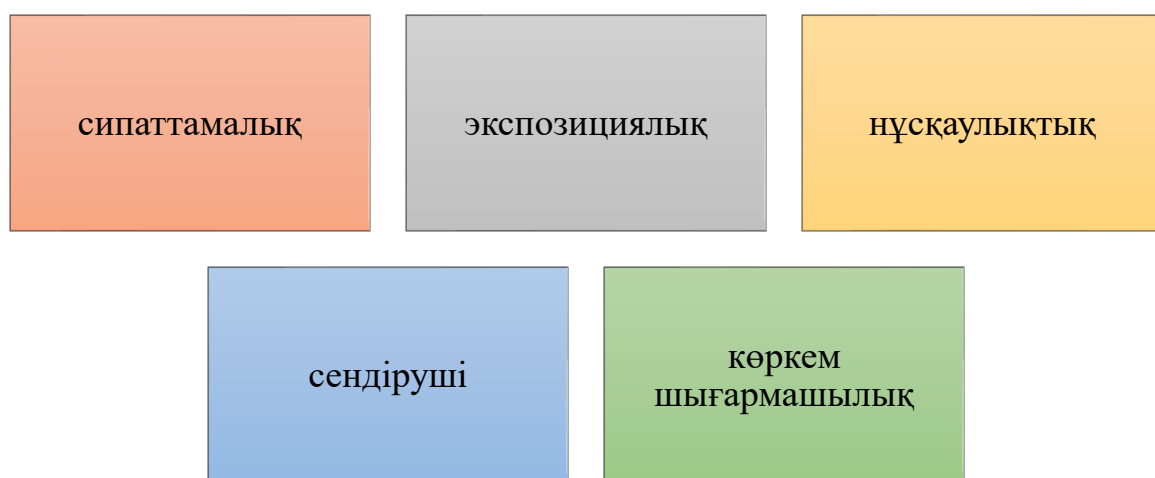 сипаттамалық
экспозициялық
нұсқаулықтық
сендіруші
көркем
шығармашылық